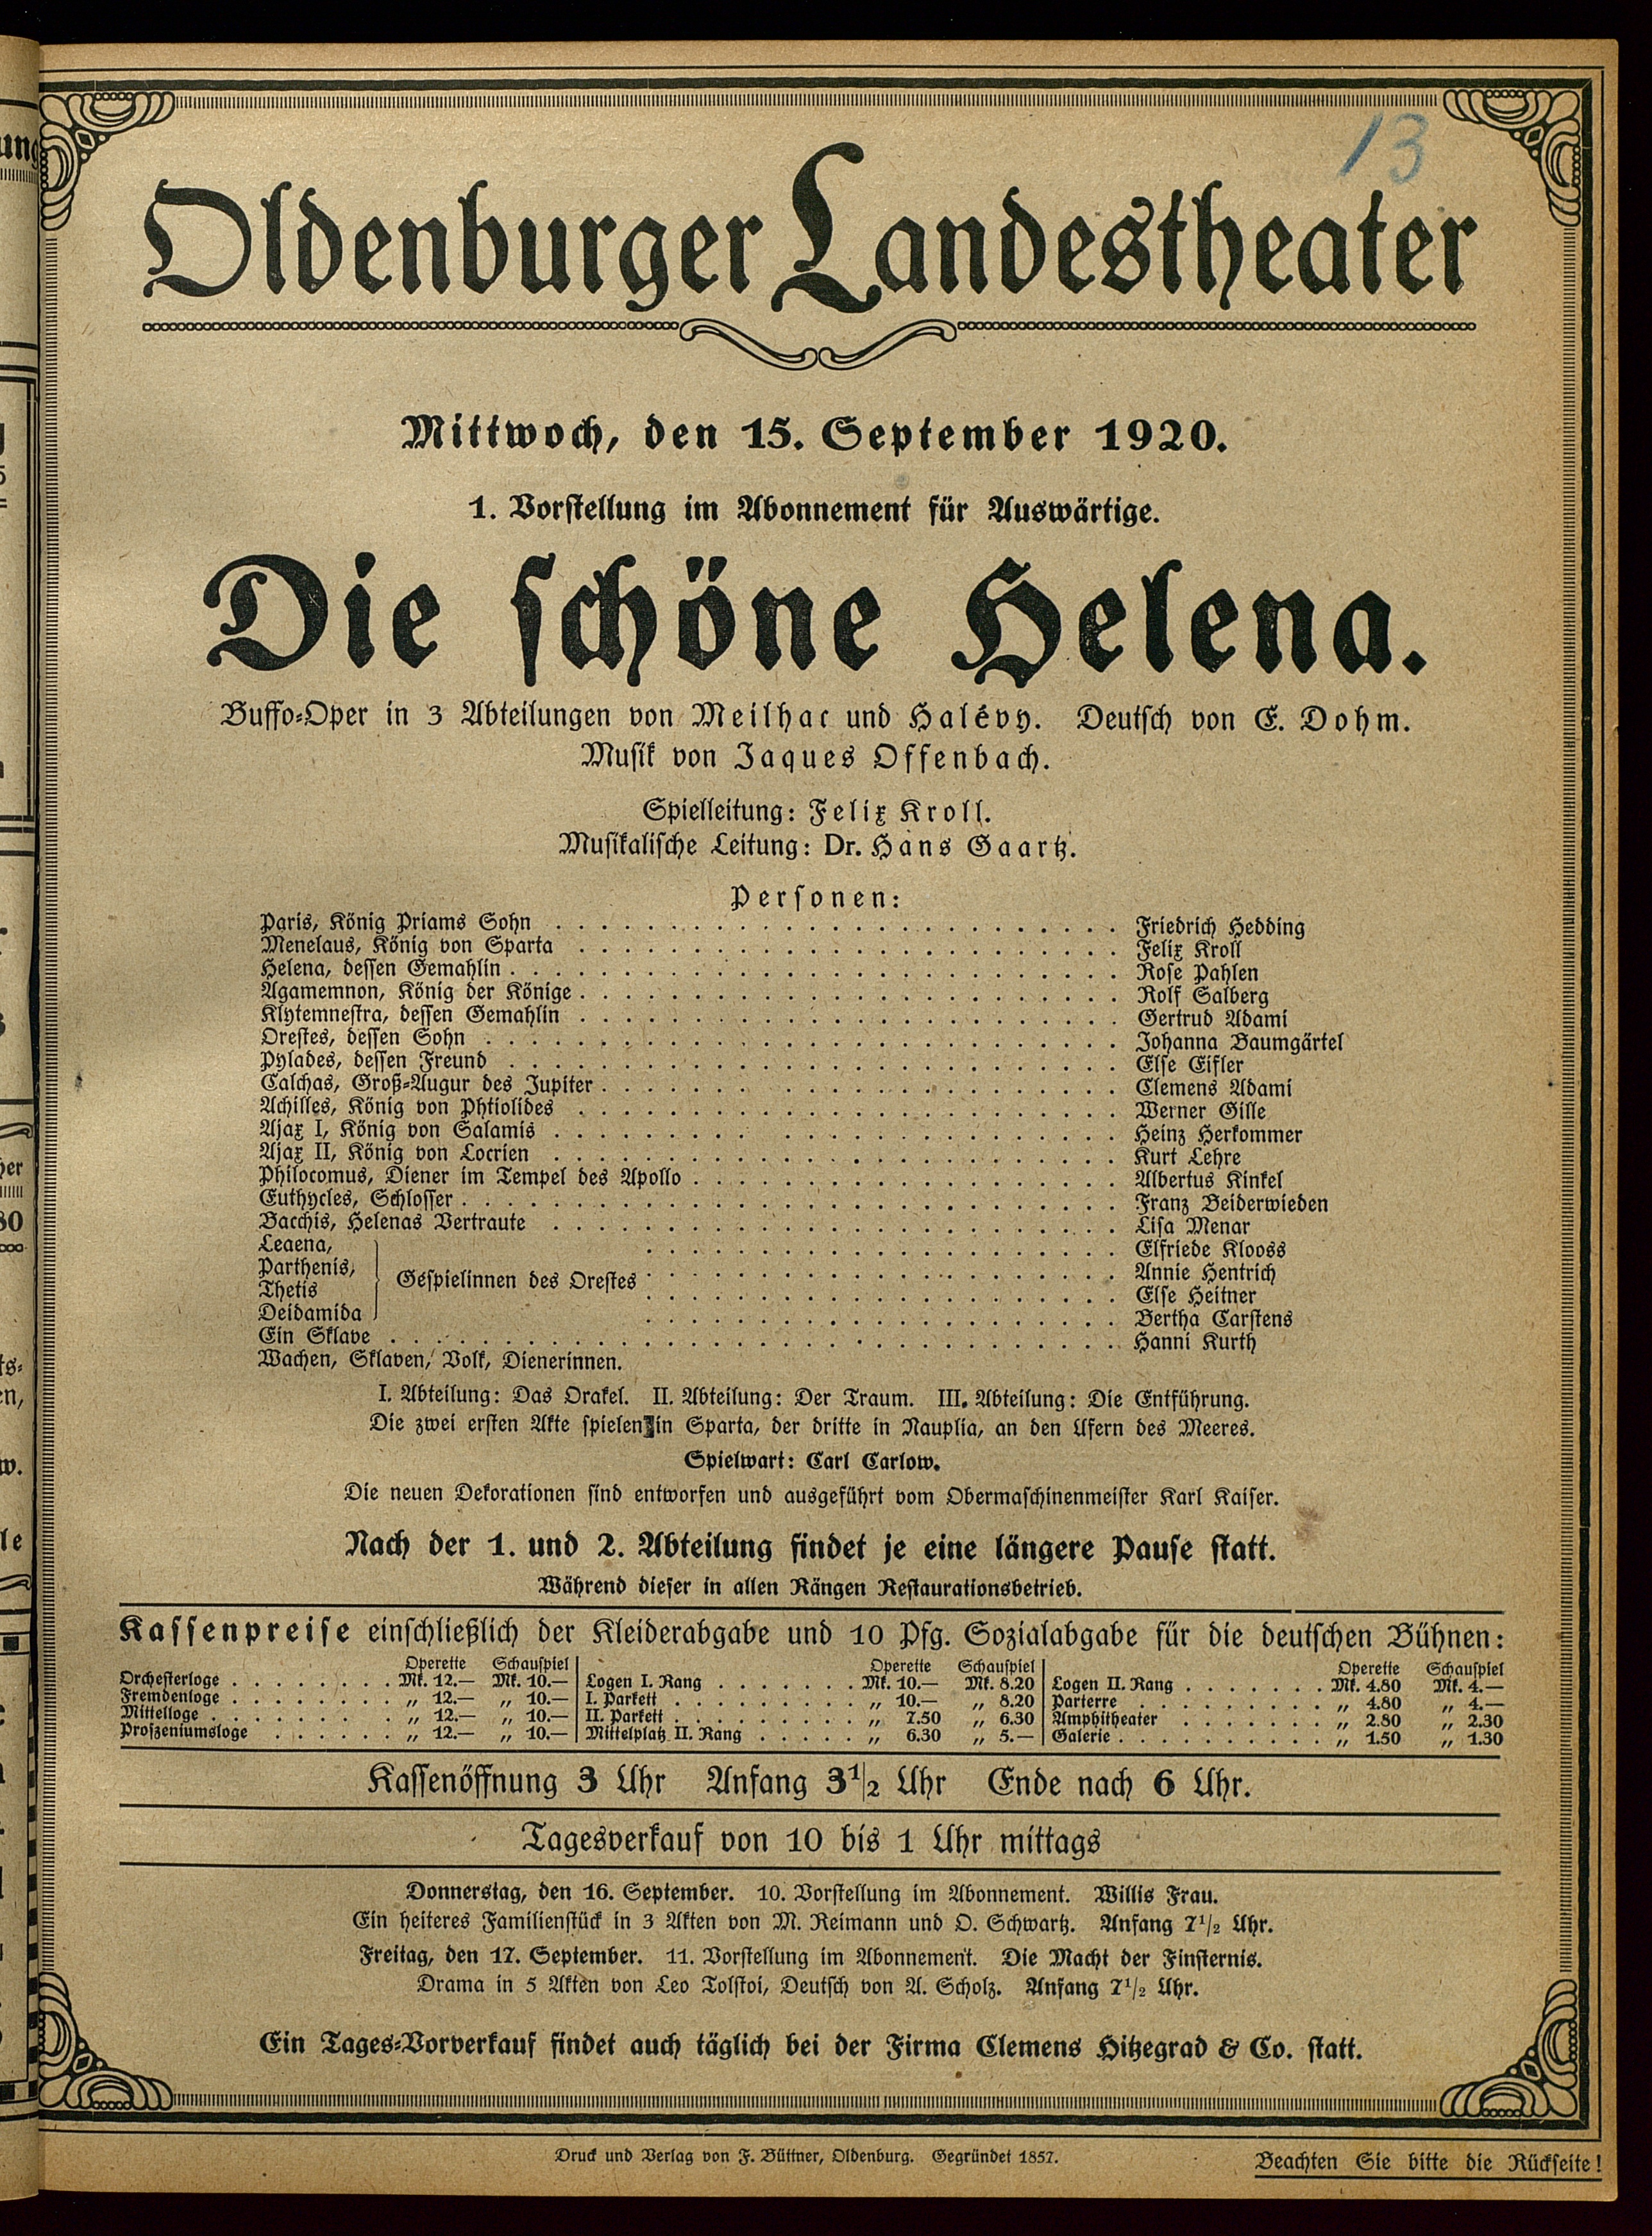 13
Oldenburger Landestheater
Mittwoch, den 15. September 1920.
1. Vorstellung im Abonnement für Auswärtige.
Die schöne Helena.
Buffo-Oper in 3 Abteilungen von Meilhac und Halévy. Deutsch von E. Dohm.
Musik von Jaques Offenbach.
Spielleitung: Felix Kroll.
Musikalische Leitung: Dr. Hans Gaartz.
Personen:
Paris, König Priams Sohn . . . Friedrich Hedding
Menelaus, König von Sparta . . . Felix Kroll
Helena, dessen Gemahlin . . . Rose Pahlen
Agamemnon, König der Könige . . . Rolf Salberg
Klytemnestra, dessen Gemahlin . . . Gertrud Adami
Orestes, dessen Sohn . . . Johanna Baumgärtel
Pylades, dessen Freund . . . Else Eifler
Calchas, Groß-Augur des Jupiter . . . Clemens Adami
Achilles, König von Phtiolides . . . Werner Gille
Ajax I, König von Salamis . . . Heinz Herkommer
Ajax II, König von Locrien . . . Kurt Lehre
Philocomus, Diener im Tempel des Apollo . . . Albertus Kinkel
Euthycles, Schlosser . . . Franz Beiderwieden
Bacchis, Helenas Vertraute . . . Lisa Menar
Leaena, . . . Elfriede Klooss
Parthenis, . . . Annie Hentrich
Gespielinnen des Orestes
Thetis . . . Else Heitner
Deidamida . . . Bertha Carstens
Ein Sklave . . . Hanni Kurth
Wachen, Sklaven, Volk, Dienerinnen.
I. Abteilung: Das Orakel. II. Abteilung: Der Traum. III. Abteilung: Die Entführung.
Die zwei ersten Akte spielen in Sparta, der dritte in Nauplia, an den Ufern des Meeres.
Spielwart: Carl Carlow.
Die neuen Dekorationen sind entworfen und ausgeführt vom Obermaschinenmeister Karl Kaiser.
Nach der 1. und 2. Abteilung findet je eine längere Pause statt.
Während dieser in allen Rängen Restaurationsbetrieb.
Kassenpreise einschließlich der Kleiderabgabe und 10 Pfg. Sozialabgabe für die deutschen Bühnen:
Operette Schauspiel
Orchesterloge . . . Mk. 12.— Mk. 10.—
Fremdenloge . . . „ 12.— „ 10.—
Mittelloge . . . „ 12.— „ 10.—
Proszeniumsloge . . . „ 12.— „ 10.—
Operette Schauspiel
Logen I. Rang . . . Mk. 10.— Mk. 8.20
I. Parkett . . . „ 10.— „ 8.20
II. Parkett . . . „ 7.50 „ 6.30
Mittelplatz II. Rang . . . „ 6.30 „ 5.—
Operette Schauspiel
Logen II. Rang . . . Mk. 4.80 Mk. 4.—
Parterre . . . „ 4.80 „ 4.—
Amphitheater . . . „ 2.80 „ 2.30
Galerie . . . „ 1.50 „ 1.30
Kassenöffnung 3 Uhr Anfang 3½ Uhr Ende nach 6 Uhr.
Tagesverkauf von 10 bis 1 Uhr mittags
Donnerstag, den 16. September. 10. Vorstellung im Abonnement. Willis Frau.
Ein heiteres Familienstück in 3 Akten von M. Reimann und O. Schwartz. Anfang 7½ Uhr.
Freitag, den 17. September. 11. Vorstellung im Abonnement. Die Macht der Finsternis.
Drama in 5 Akten von Leo Tolstoi, Deutsch von A. Scholz. Anfang 7½ Uhr.
Ein Tages-Vorverkauf findet auch täglich bei der Firma Clemens Hitzegrad & Co. statt.
Druck und Verlag von F. Büttner, Oldenburg. Gegründet 1857.
Beachten Sie bitte die Rückseite!